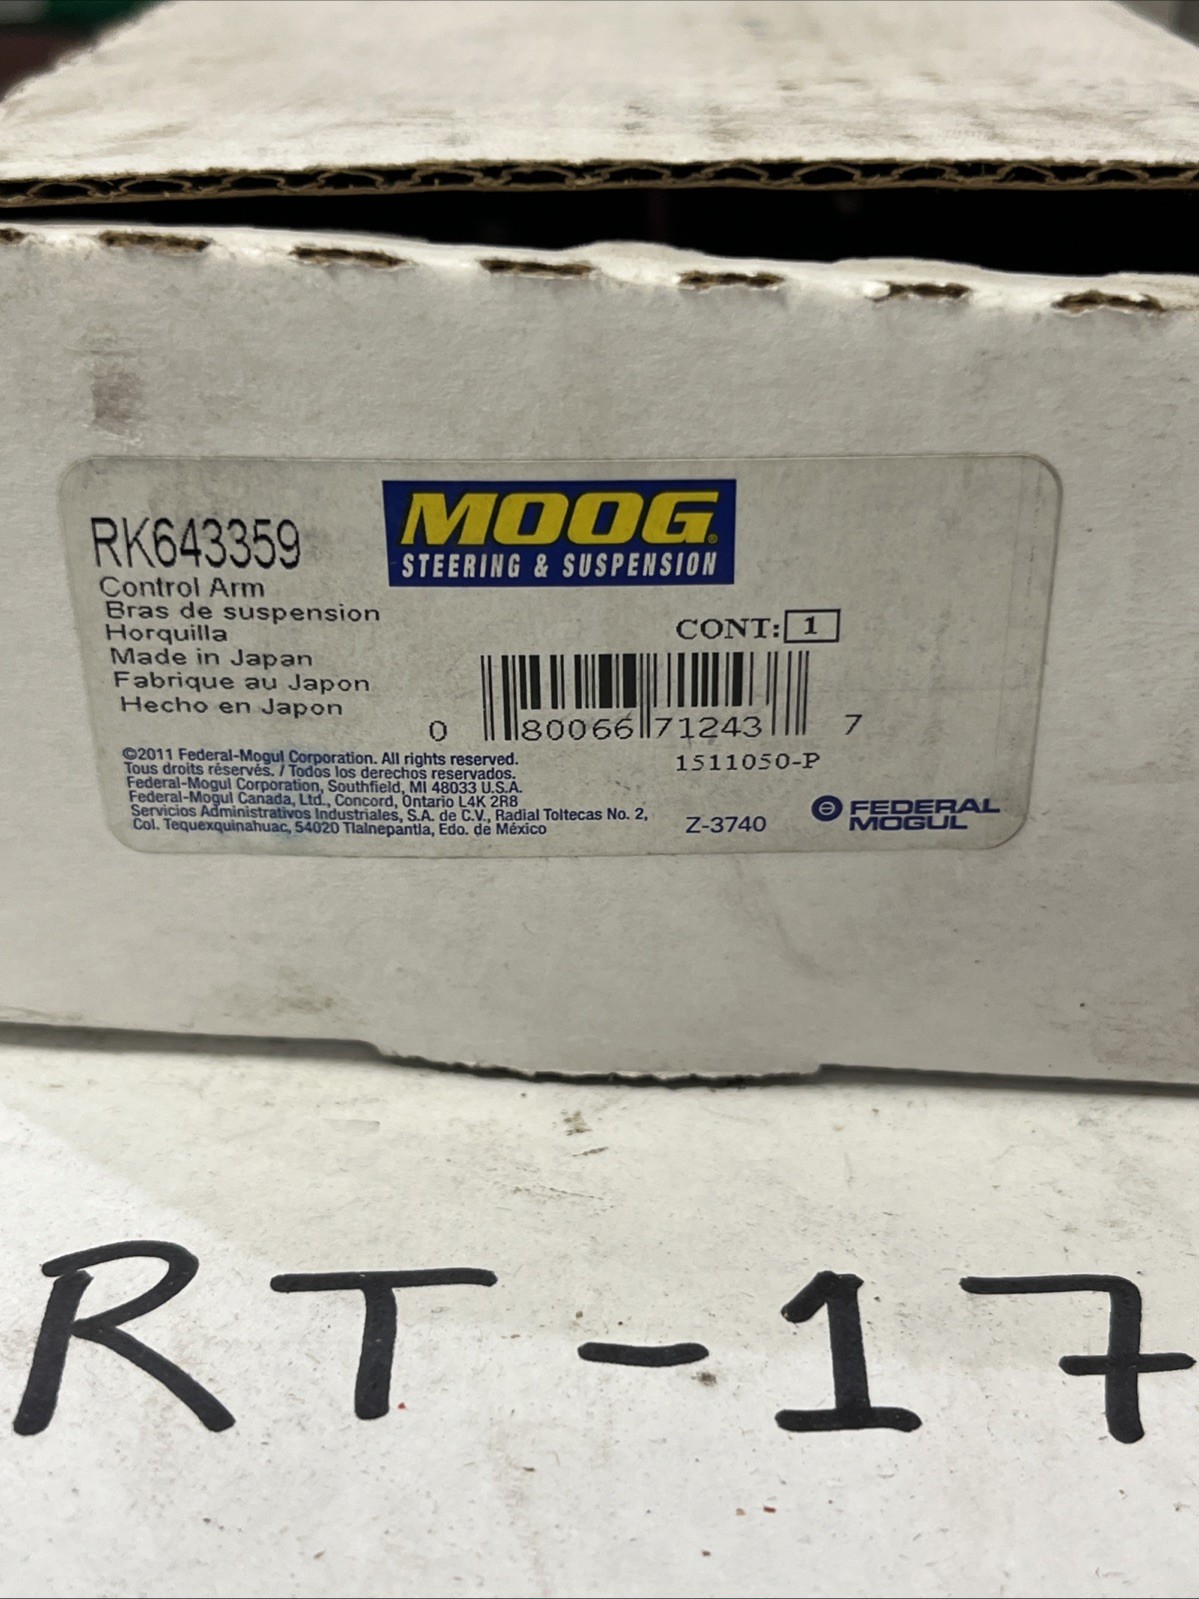 RK643359
Control Arm
Bras de suspension
Horquilla
Made in Japan
Fabrique au Japon
Hecho en Japon
MOOG®
STEERING & SUSPENSION
CONT: 1
0 80066 71243 7
1511050-P
©2011 Federal-Mogul Corporation. All rights reserved.
Tous droits réservés. / Todos los derechos reservados.
Federal-Mogul Corporation, Southfield, MI 48033 U.S.A.
Federal-Mogul Canada, Ltd., Concord, Ontario L4K 2R8
Servicios Administrativos Industriales, S.A. de C.V., Radial Toltecas No. 2,
Col. Tequexquinahuac, 54020 Tlalnepantla, Edo. de México
Z-3740
FEDERAL
MOGUL
RT-17